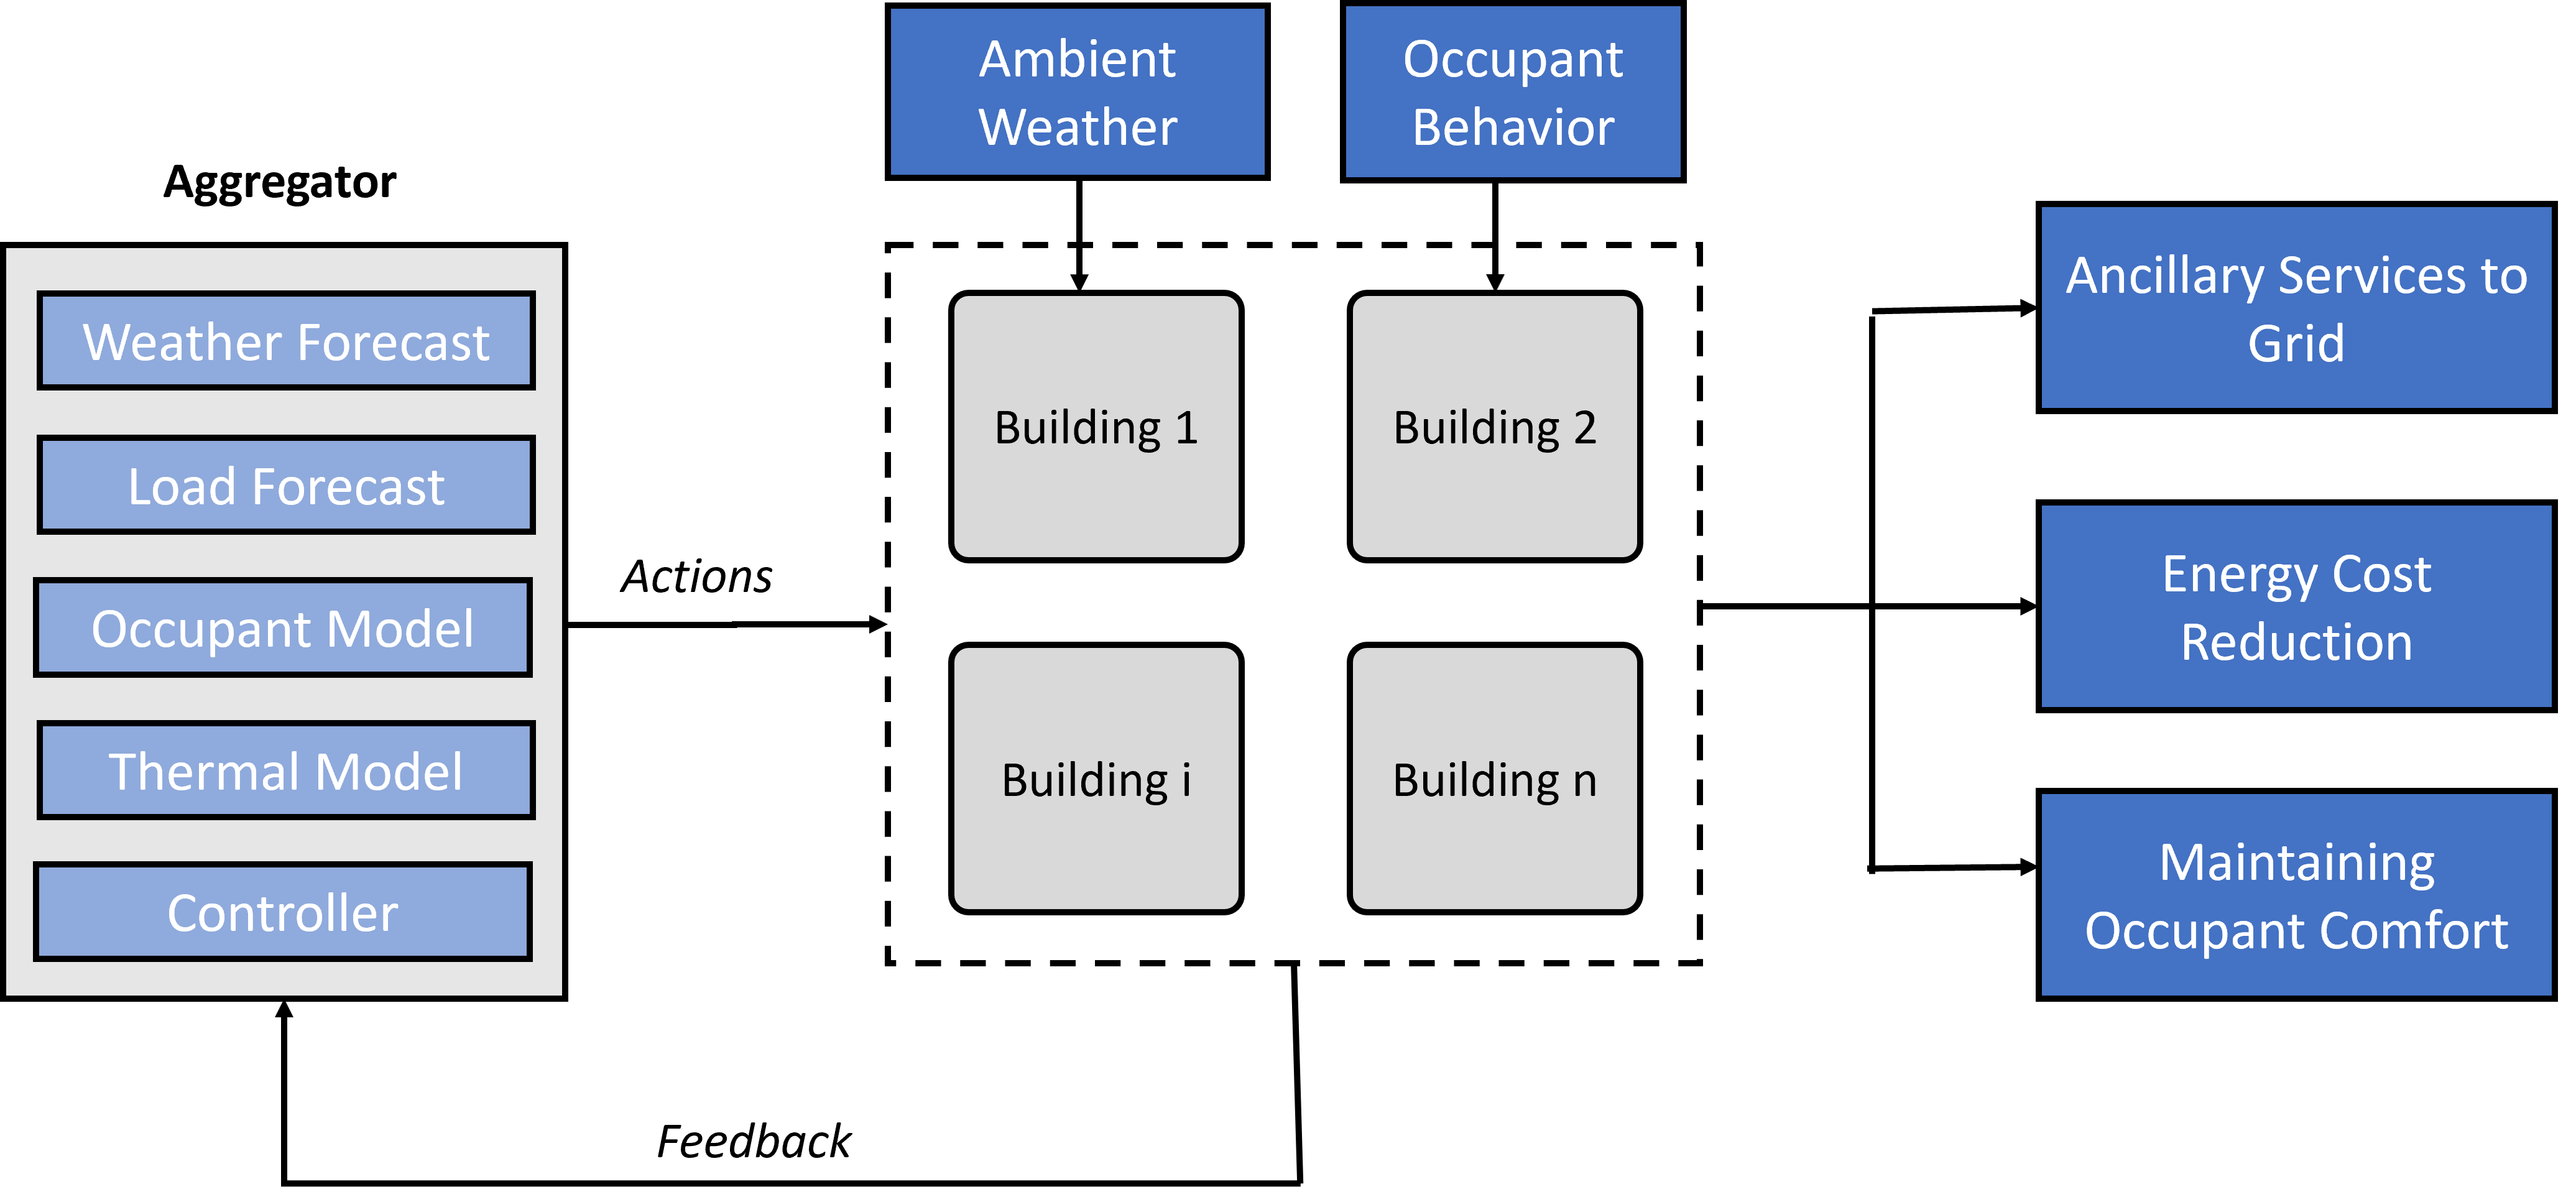 Aggregator
Weather Forecast
Load Forecast
Occupant Model
Thermal Model
Controller
Actions
Feedback
Ambient
Weather
Occupant
Behavior
Building 1
Building 2
Building i
Building n
Ancillary Services to
Grid
Energy Cost
Reduction
Maintaining
Occupant Comfort